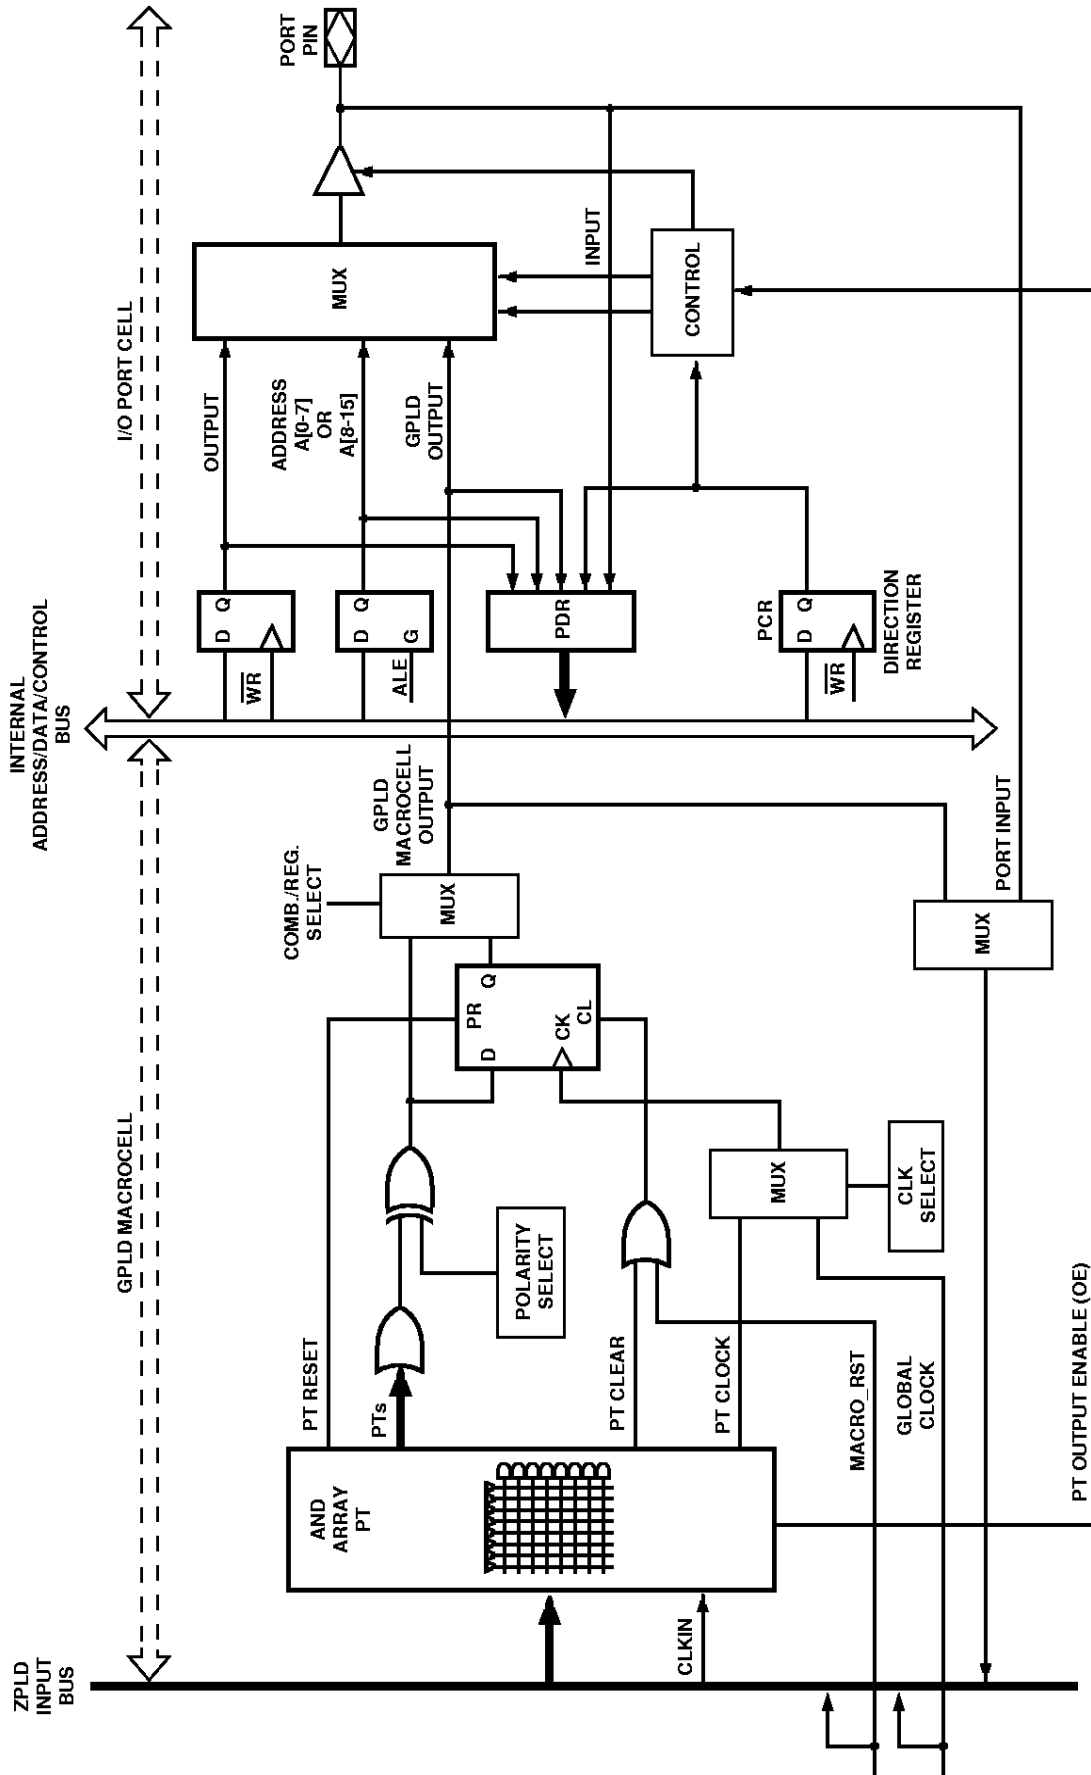 ZPLD
INPUT
BUS
GPLD MACROCELL
INTERNAL
ADDRESS/DATA/CONTROL
BUS
I/O PORT CELL
AND
ARRAY
PT
CLKIN
PT RESET
PTs
PT CLEAR
PT CLOCK
MACRO_RST
GLOBAL
CLOCK
PT OUTPUT ENABLE (OE)
POLARITY
SELECT
MUX
CLK
SELECT
PR
D
Q
CK
CL
COMB./REG.
SELECT
MUX
GPLD
MACROCELL
OUTPUT
MUX
PORT INPUT
D Q
WR
D Q
G
ALE
PDR
PCR
D Q
WR
DIRECTION
REGISTER
OUTPUT
ADDRESS
A[0-7]
OR
A[8-15]
GPLD
OUTPUT
MUX
INPUT
CONTROL
PORT
PIN